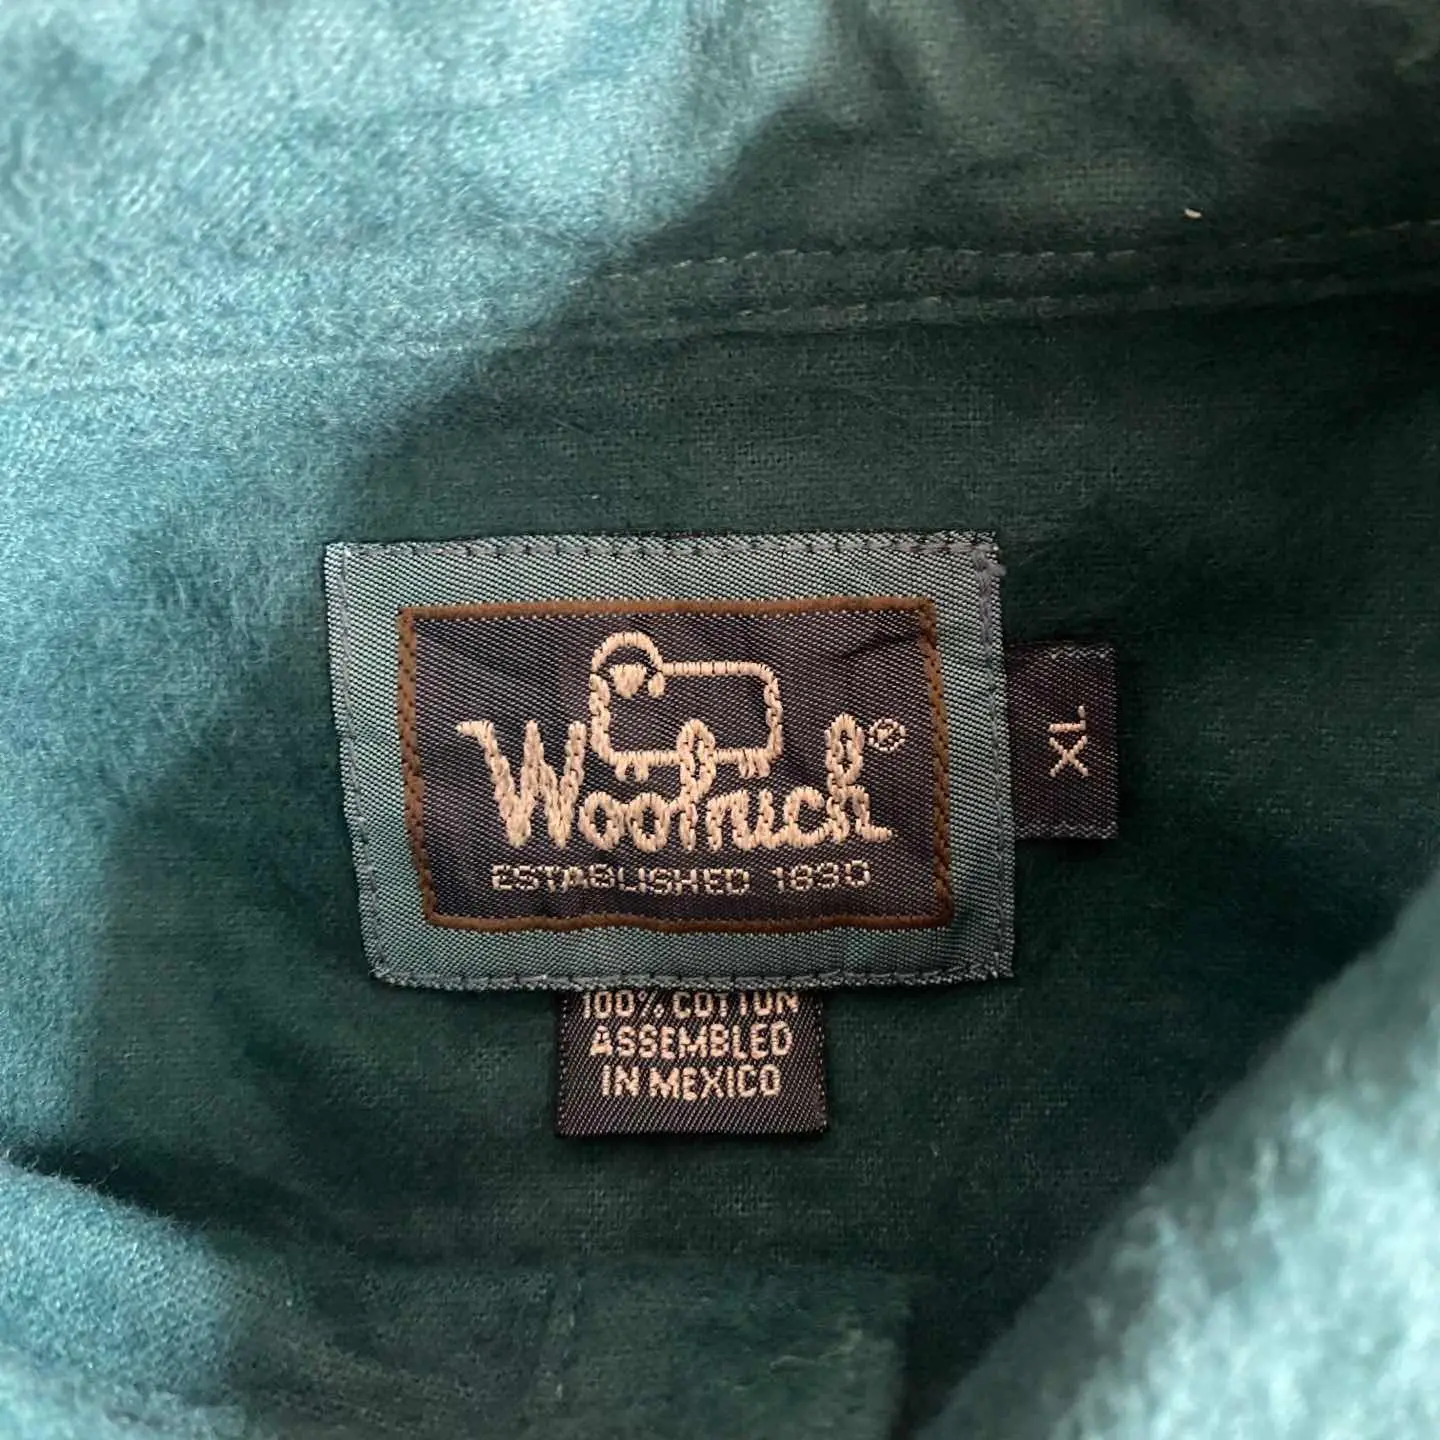 Woolrich®
ESTABLISHED 1830
XL
100% COTTON
ASSEMBLED
IN MEXICO